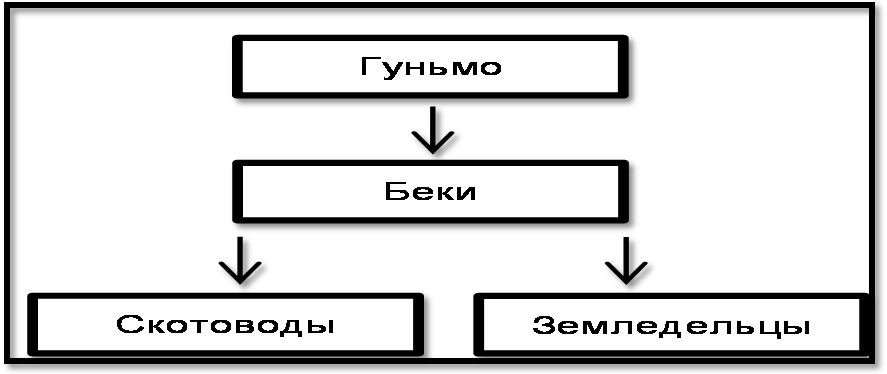 Гуньмо
Беки
Скотоводы
Земледельцы